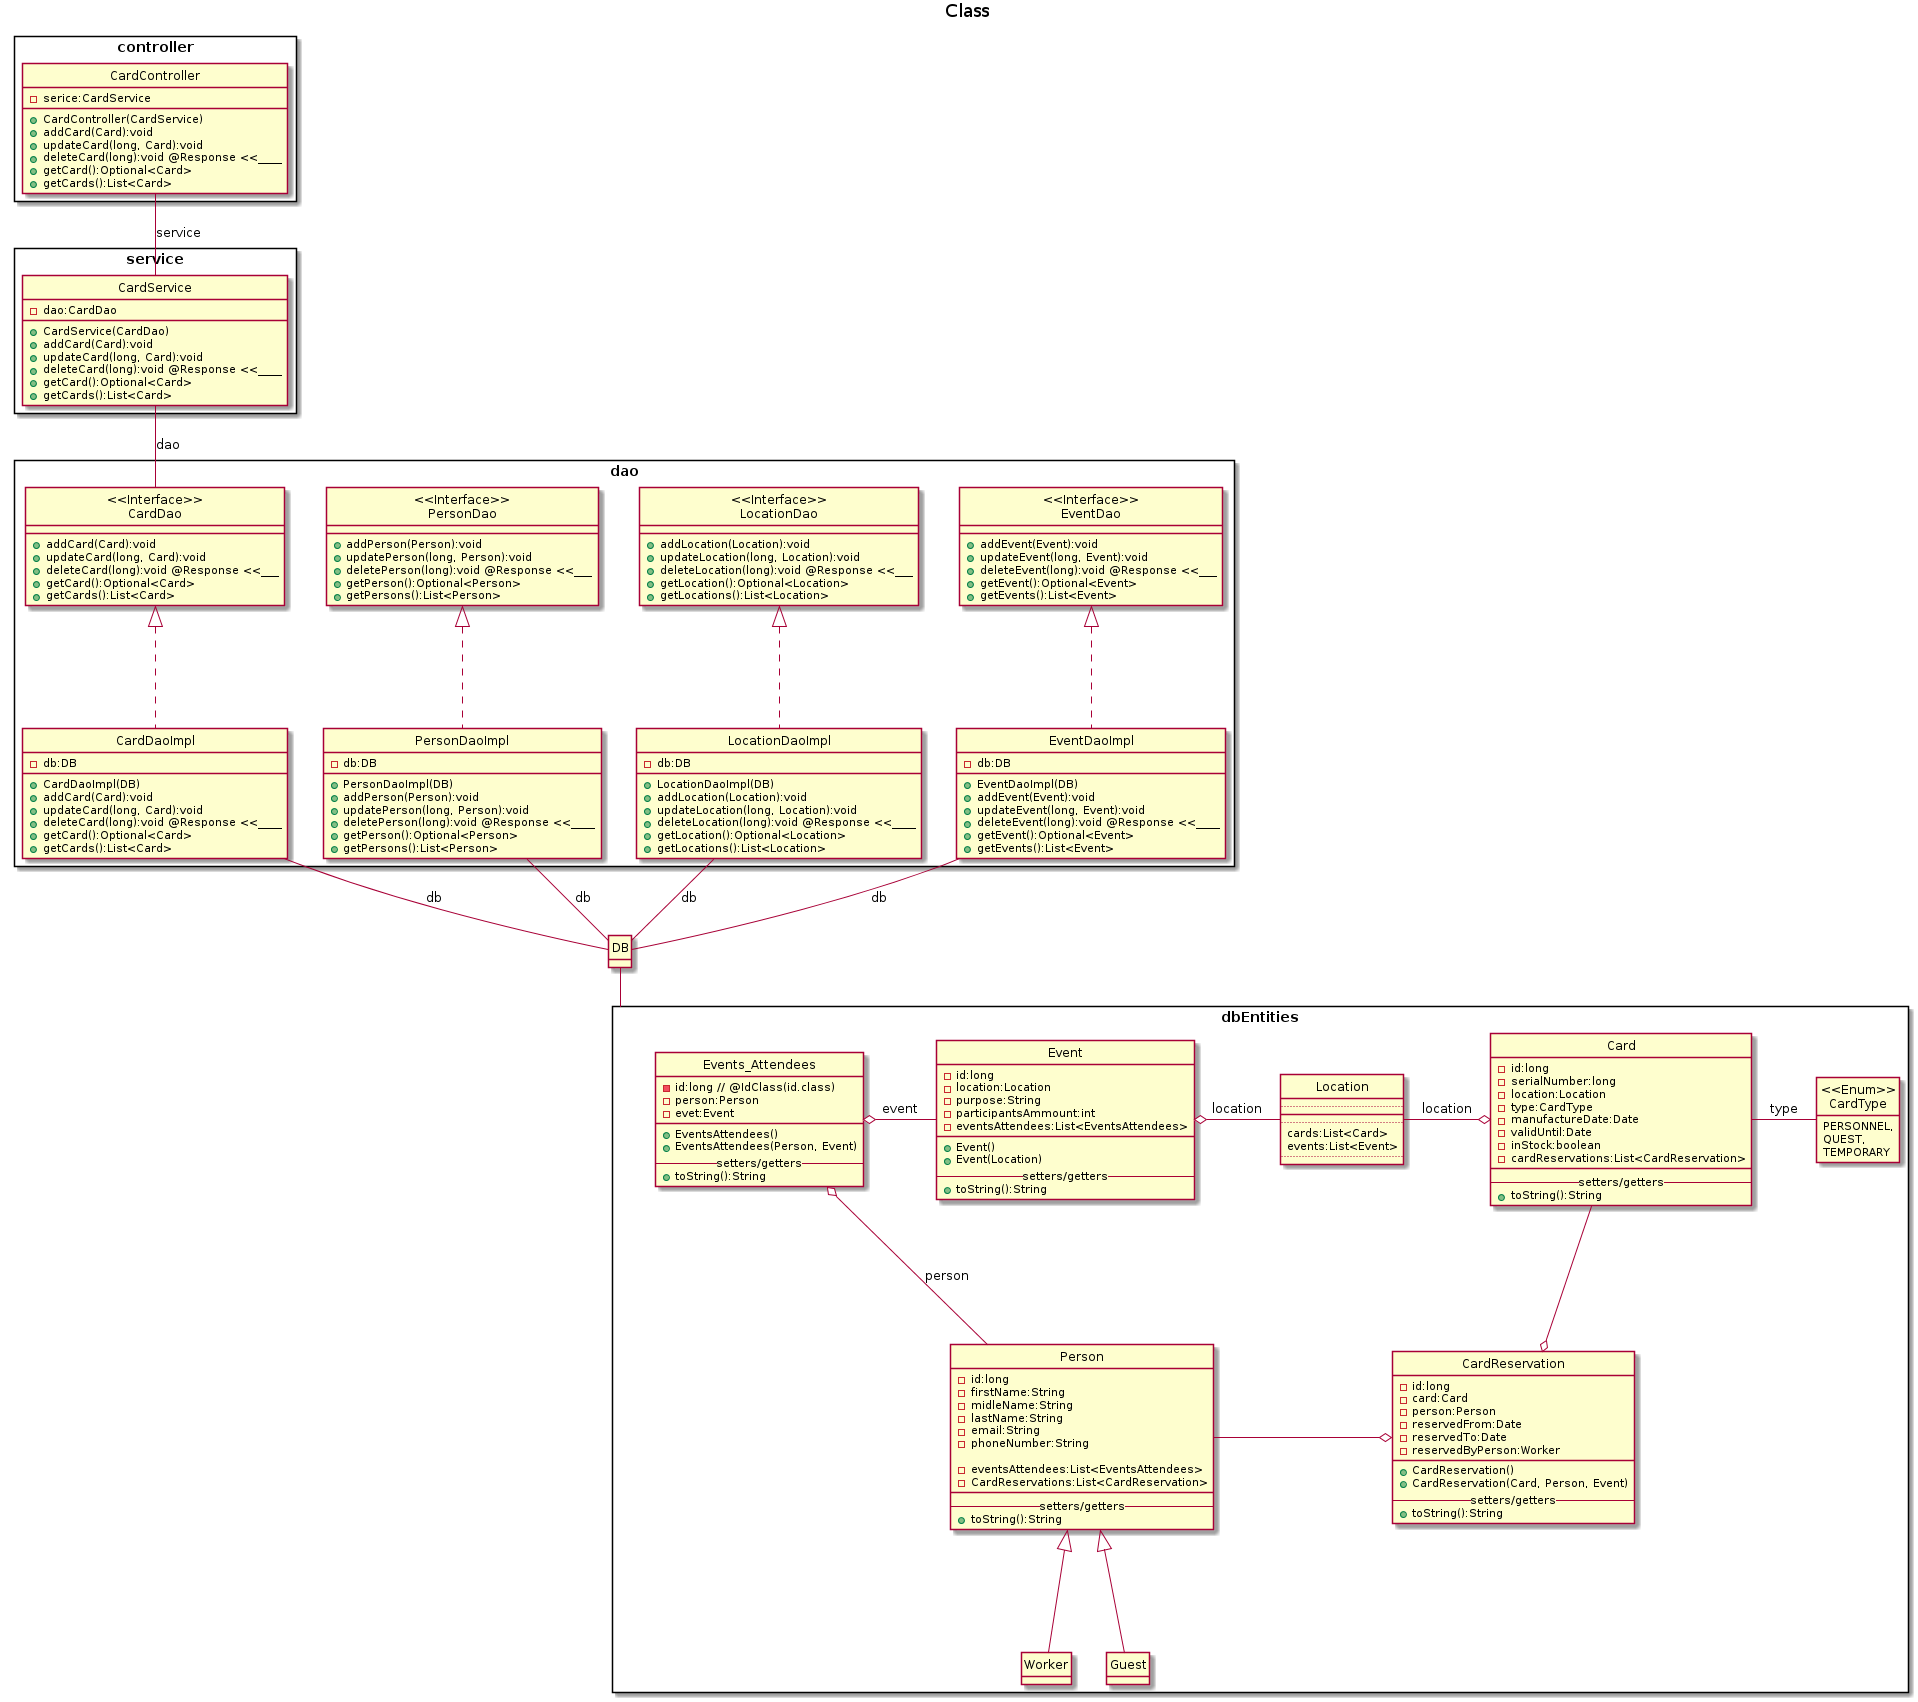 Class
controller
CardController
serice:CardService
CardController(CardService)
addCard(Card):void
updateCard(long, Card):void
deleteCard(long):void @Response <<____
getCard():Optional<Card>
getCards():List<Card>
service
service
CardService
dao:CardDao
CardService(CardDao)
addCard(Card):void
updateCard(long, Card):void
deleteCard(long):void @Response <<____
getCard():Optional<Card>
getCards():List<Card>
dao
dao
<<Interface>>
CardDao
addCard(Card):void
updateCard(long, Card):void
deleteCard(long):void @Response <<___
getCard():Optional<Card>
getCards():List<Card>
<<Interface>>
PersonDao
addPerson(Person):void
updatePerson(long, Person):void
deletePerson(long):void @Response <<___
getPerson():Optional<Person>
getPersons():List<Person>
<<Interface>>
LocationDao
addLocation(Location):void
updateLocation(long, Location):void
deleteLocation(long):void @Response <<___
getLocation():Optional<Location>
getLocations():List<Location>
<<Interface>>
EventDao
addEvent(Event):void
updateEvent(long, Event):void
deleteEvent(long):void @Response <<___
getEvent():Optional<Event>
getEvents():List<Event>
CardDaoImpl
db:DB
CardDaoImpl(DB)
addCard(Card):void
updateCard(long, Card):void
deleteCard(long):void @Response <<____
getCard():Optional<Card>
getCards():List<Card>
PersonDaoImpl
db:DB
PersonDaoImpl(DB)
addPerson(Person):void
updatePerson(long, Person):void
deletePerson(long):void @Response <<____
getPerson():Optional<Person>
getPersons():List<Person>
LocationDaoImpl
db:DB
LocationDaoImpl(DB)
addLocation(Location):void
updateLocation(long, Location):void
deleteLocation(long):void @Response <<____
getLocation():Optional<Location>
getLocations():List<Location>
EventDaoImpl
db:DB
EventDaoImpl(DB)
addEvent(Event):void
updateEvent(long, Event):void
deleteEvent(long):void @Response <<____
getEvent():Optional<Event>
getEvents():List<Event>
db
db
db
db
DB
dbEntities
Events_Attendees
id:long // @IdClass(id.class)
person:Person
evet:Event
EventsAttendees()
EventsAttendees(Person, Event)
setters/getters
toString():String
event
Event
id:long
location:Location
purpose:String
participantsAmmount:int
eventsAttendees:List<EventsAttendees>
Event()
Event(Location)
setters/getters
toString():String
location
Location
cards:List<Card>
events:List<Event>
location
Card
id:long
serialNumber:long
location:Location
type:CardType
manufactureDate:Date
validUntil:Date
inStock:boolean
cardReservations:List<CardReservation>
setters/getters
toString():String
type
<<Enum>>
CardType
PERSONNEL,
QUEST,
TEMPORARY
person
Person
id:long
firstName:String
midleName:String
lastName:String
email:String
phoneNumber:String
eventsAttendees:List<EventsAttendees>
CardReservations:List<CardReservation>
setters/getters
toString():String
CardReservation
id:long
card:Card
person:Person
reservedFrom:Date
reservedTo:Date
reservedByPerson:Worker
CardReservation()
CardReservation(Card, Person, Event)
setters/getters
toString():String
Worker
Guest